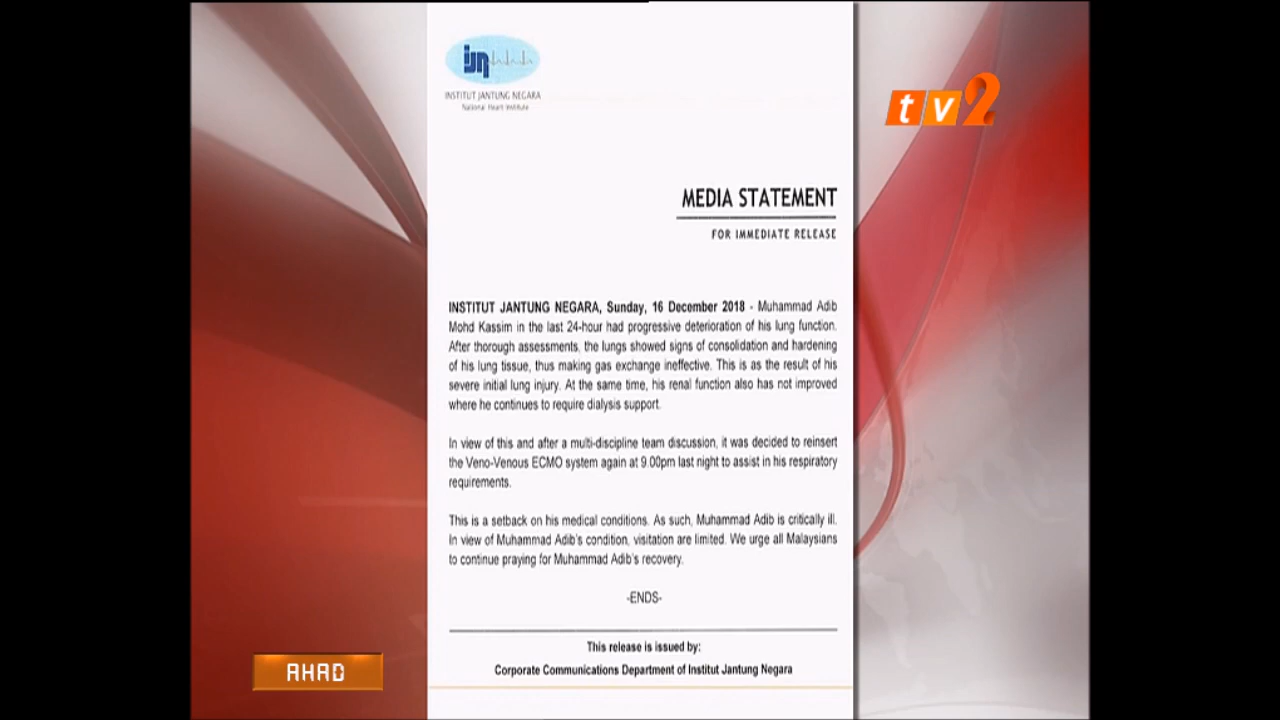 ijn
INSTITUT JANTUNG NEGARA
National Heart Institute
tv2
MEDIA STATEMENT
FOR IMMEDIATE RELEASE
INSTITUT JANTUNG NEGARA, Sunday, 16 December 2018 - Muhammad Adib
Mohd Kassim in the last 24-hour had progressive deterioration of his lung function.
After thorough assessments, the lungs showed signs of consolidation and hardening
of his lung tissue, thus making gas exchange ineffective. This is as the result of his
severe initial lung injury. At the same time, his renal function also has not improved
where he continues to require dialysis support.
In view of this and after a multi-discipline team discussion, it was decided to reinsert
the Veno-Venous ECMO system again at 9.00pm last night to assist in his respiratory
requirements.
This is a setback on his medical conditions. As such, Muhammad Adib is critically ill.
In view of Muhammad Adib's condition, visitation are limited. We urge all Malaysians
to continue praying for Muhammad Adib's recovery.
-ENDS-
This release is issued by:
Corporate Communications Department of Institut Jantung Negara
AHAD